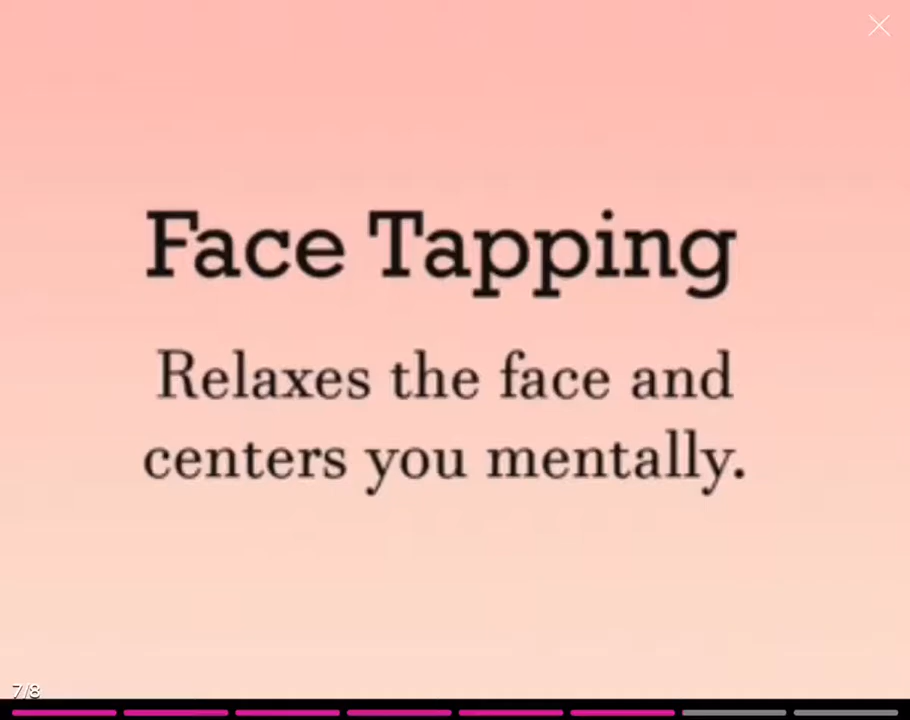 Face Tapping
Relaxes the face and
centers you mentally.
7/8